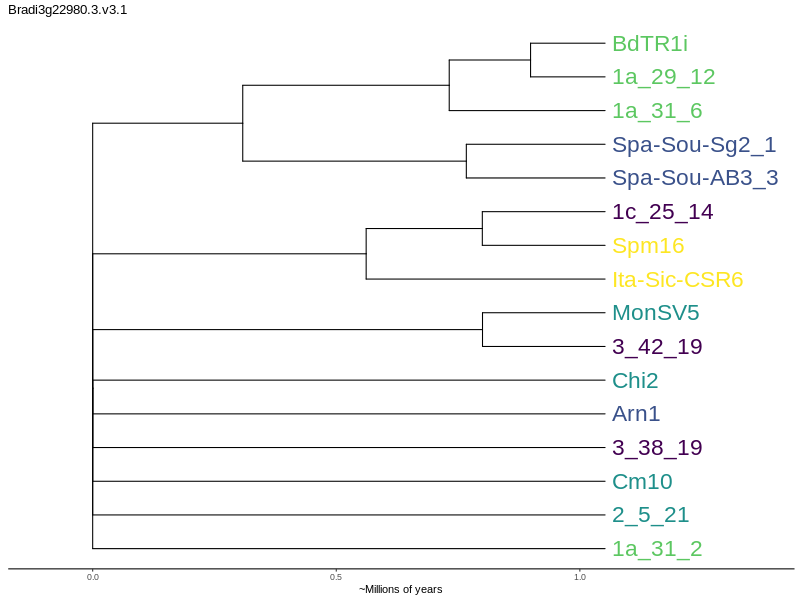 Bradi3g22980.3.v3.1
BdTR1i
1a_29_12
1a_31_6
Spa-Sou-Sg2_1
Spa-Sou-AB3_3
1c_25_14
Spm16
Ita-Sic-CSR6
MonSV5
3_42_19
Chi2
Arn1
3_38_19
Cm10
2_5_21
1a_31_2
0.0 0.5 1.0
~Millions of years